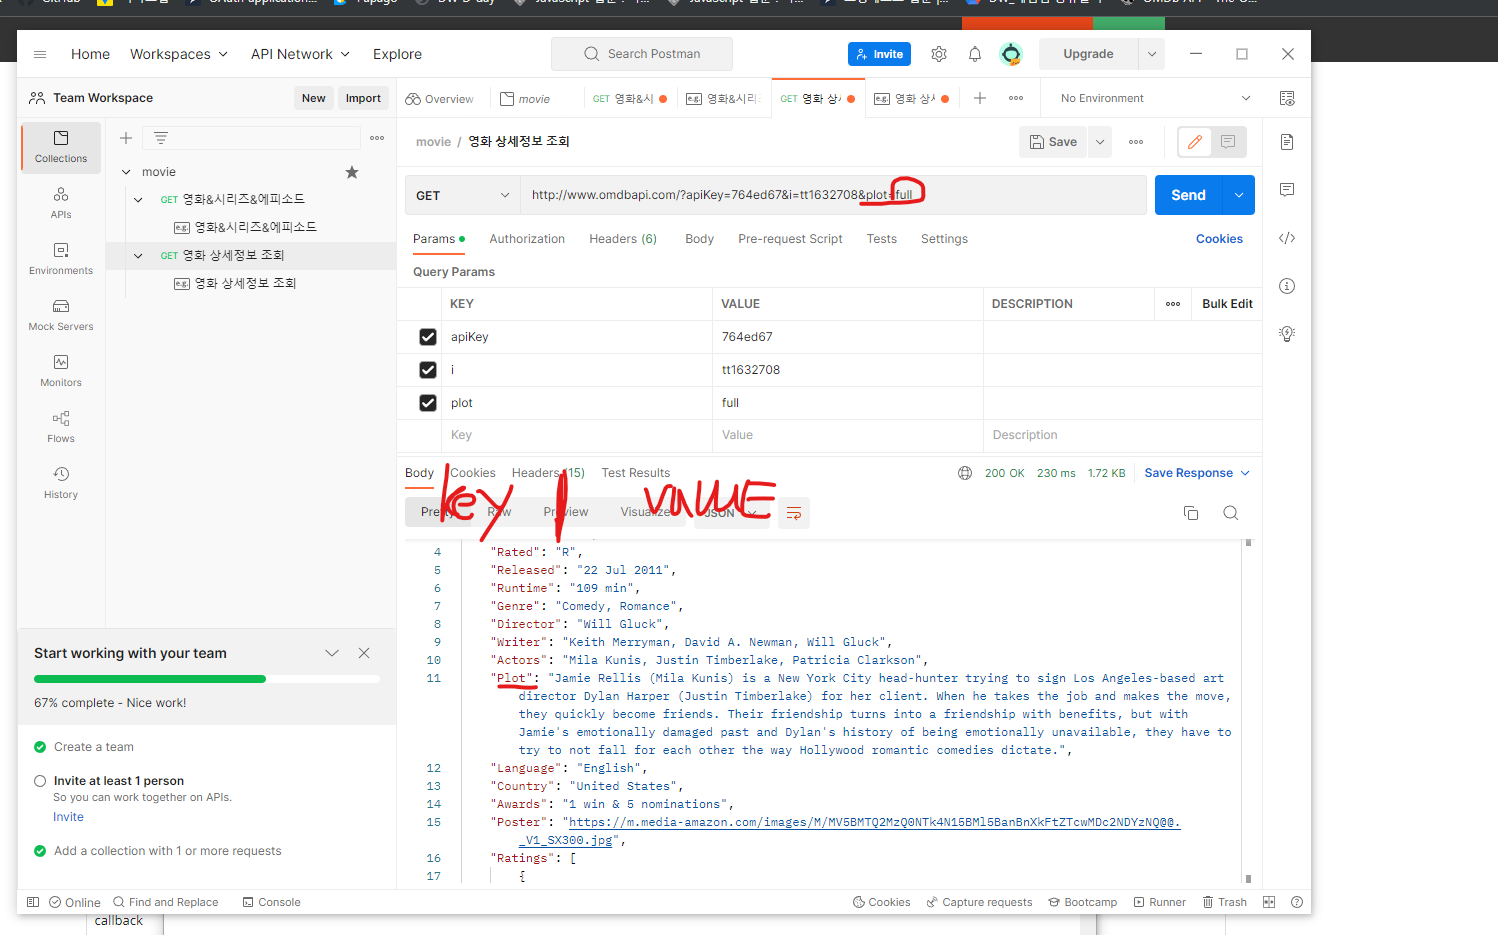 Home Workspaces API Network Explore Search Postman Invite Upgrade
Team Workspace New Import
Overview movie GET 영화&시 e.g. 영화&시리즈 GET 영화 상 e.g. 영화 상 No Environment
Collections
APIs
Environments
Mock Servers
Monitors
Flows
History
movie
GET 영화&시리즈&에피소드
e.g. 영화&시리즈&에피소드
GET 영화 상세정보 조회
e.g. 영화 상세정보 조회
movie / 영화 상세정보 조회 Save
GET http://www.omdbapi.com/?apiKey=764ed67&i=tt1632708&plot=full Send
Params Authorization Headers (6) Body Pre-request Script Tests Settings Cookies
Query Params
KEY VALUE DESCRIPTION Bulk Edit
apiKey 764ed67
i tt1632708
plot full
Key Value Description
Body Cookies Headers (15) Test Results 200 OK 230 ms 1.72 KB Save Response
key | VALUE
Pretty Raw Preview Visualize JSON
4 "Rated": "R",
5 "Released": "22 Jul 2011",
6 "Runtime": "109 min",
7 "Genre": "Comedy, Romance",
8 "Director": "Will Gluck",
9 "Writer": "Keith Merryman, David A. Newman, Will Gluck",
10 "Actors": "Mila Kunis, Justin Timberlake, Patricia Clarkson",
11 "Plot": "Jamie Rellis (Mila Kunis) is a New York City head-hunter trying to sign Los Angeles-based art
director Dylan Harper (Justin Timberlake) for her client. When he takes the job and makes the move,
they quickly become friends. Their friendship turns into a friendship with benefits, but with
Jamie's emotionally damaged past and Dylan's history of being emotionally unavailable, they have to
try to not fall for each other the way Hollywood romantic comedies dictate.",
12 "Language": "English",
13 "Country": "United States",
14 "Awards": "1 win & 5 nominations",
15 "Poster": "https://m.media-amazon.com/images/M/MV5BMTQ2MzQ0NTk4N15BMl5BanBnXkFtZTcwMDc2NDYzNQ@@.
_V1_SX300.jpg",
16 "Ratings": [
17 {
Start working with your team
67% complete - Nice work!
Create a team
Invite at least 1 person
So you can work together on APIs.
Invite
Add a collection with 1 or more requests
Online Find and Replace Console Cookies Capture requests Bootcamp Runner Trash
callback